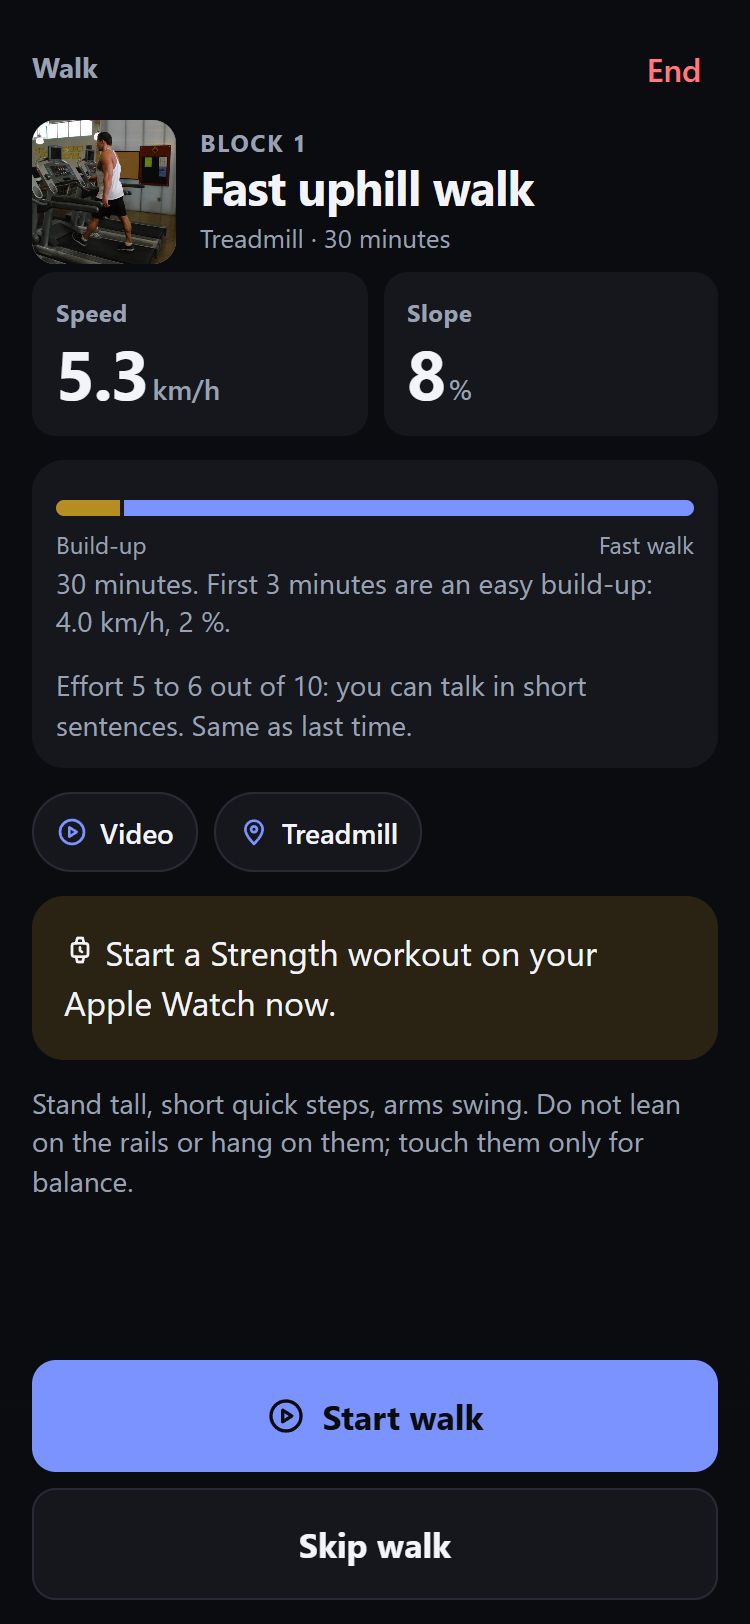 Walk
End
BLOCK 1
Fast uphill walk
Treadmill · 30 minutes
Speed
5.3 km/h
Slope
8 %
Build-up
Fast walk
30 minutes. First 3 minutes are an easy build-up:
4.0 km/h, 2 %.
Effort 5 to 6 out of 10: you can talk in short
sentences. Same as last time.
Video
Treadmill
Start a Strength workout on your
Apple Watch now.
Stand tall, short quick steps, arms swing. Do not lean
on the rails or hang on them; touch them only for
balance.
Start walk
Skip walk